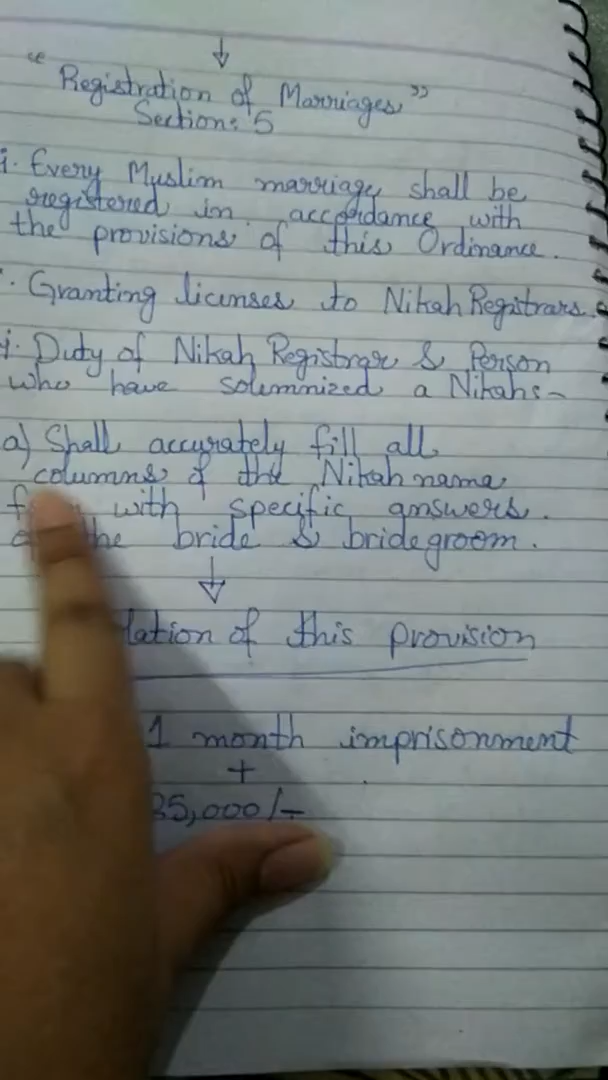 "Registration of Marriages"
Section: 5
i. Every Muslim marriage shall be
registered in accordance with
the provisions of this Ordinance.
. Granting licenses to Nikah Registrars.
i. Duty of Nikah Registrar & Person
who have solemnized a Nikah:-
a) Shall accurately fill all
columns of the Nikah nama
with specific answers.
the bride & bridegroom.
lation of this provision
1 month imprisonment
+
25,000/-